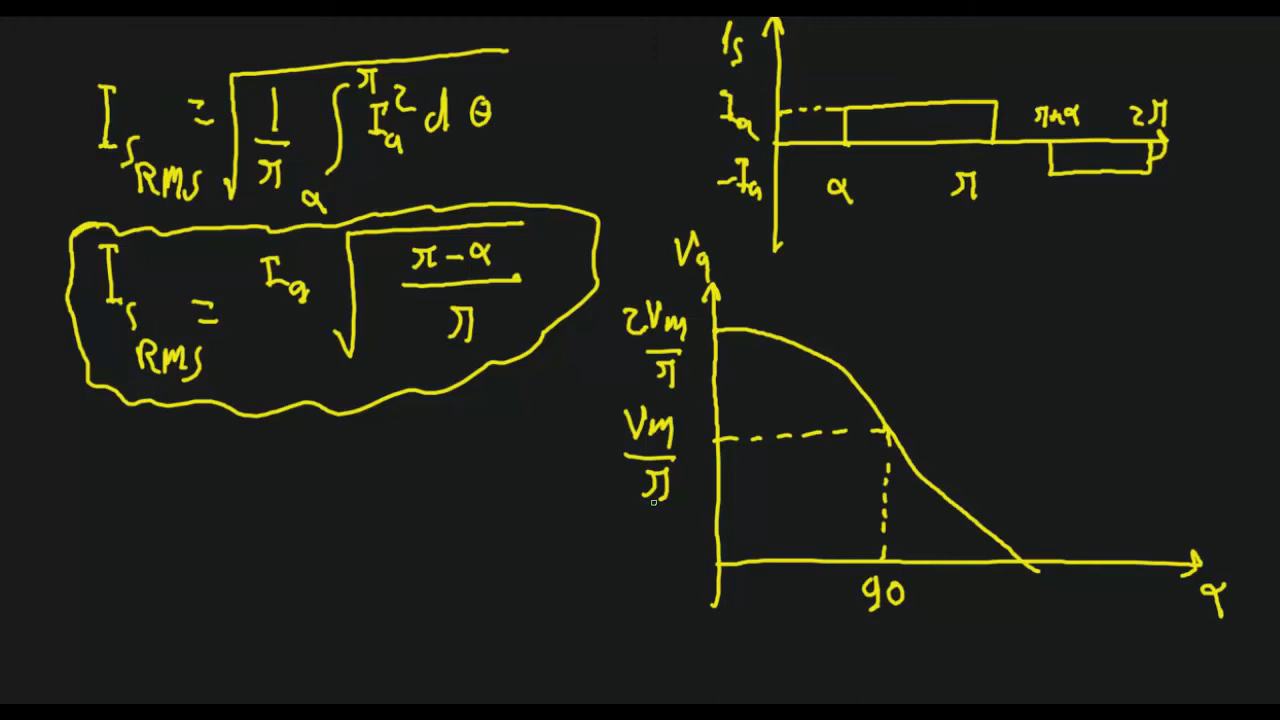 I_S RMS = √(1/π ∫_α^π I_a² dθ)
I_S RMS = I_a √((π-α)/π)
I_S
I_a
-I_a
α
π
π+α
2π
V_a
2Vm/π
Vm/π
90
α